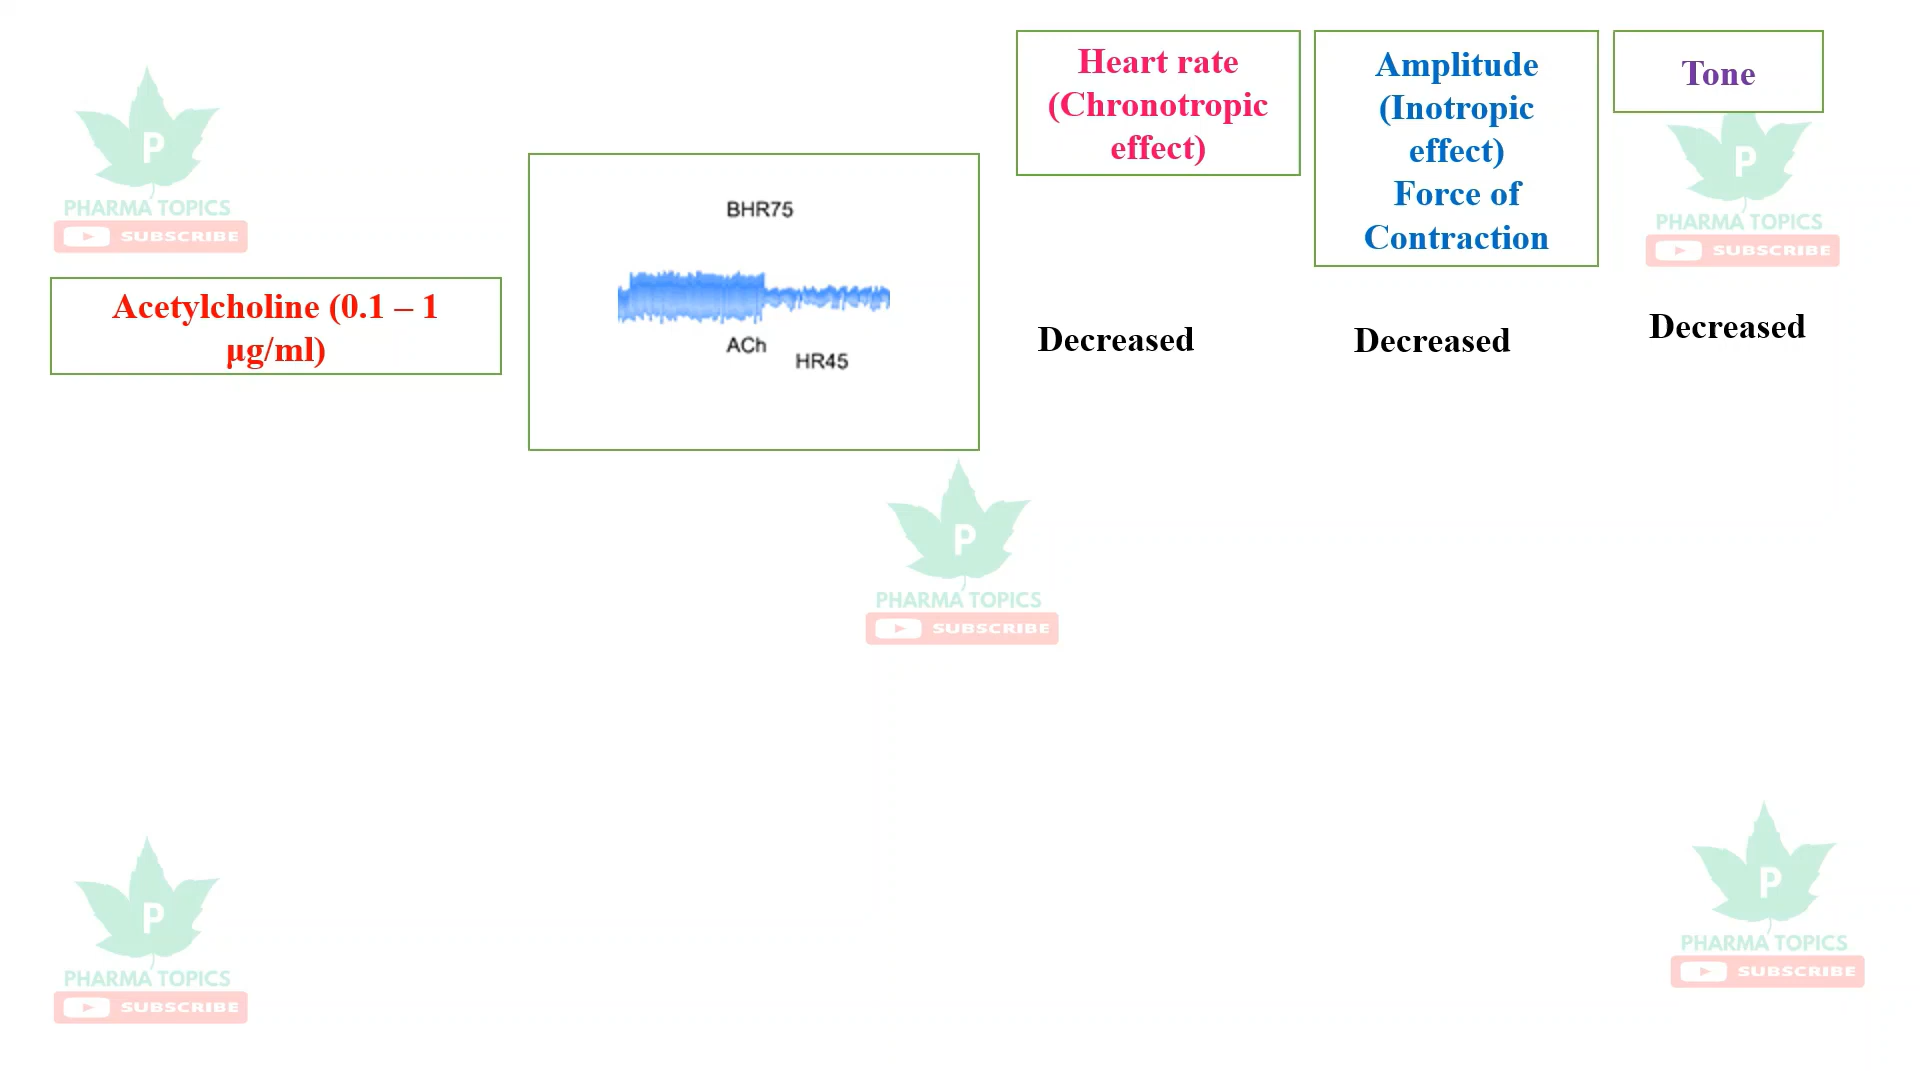 Heart rate
(Chronotropic
effect)
Amplitude
(Inotropic
effect)
Force of
Contraction
Tone
P
PHARMA TOPICS
SUBSCRIBE
P
PHARMA TOPICS
SUBSCRIBE
BHR75
ACh
HR45
Acetylcholine (0.1 – 1
μg/ml)
Decreased
Decreased
Decreased
P
PHARMA TOPICS
SUBSCRIBE
P
PHARMA TOPICS
SUBSCRIBE
P
PHARMA TOPICS
SUBSCRIBE